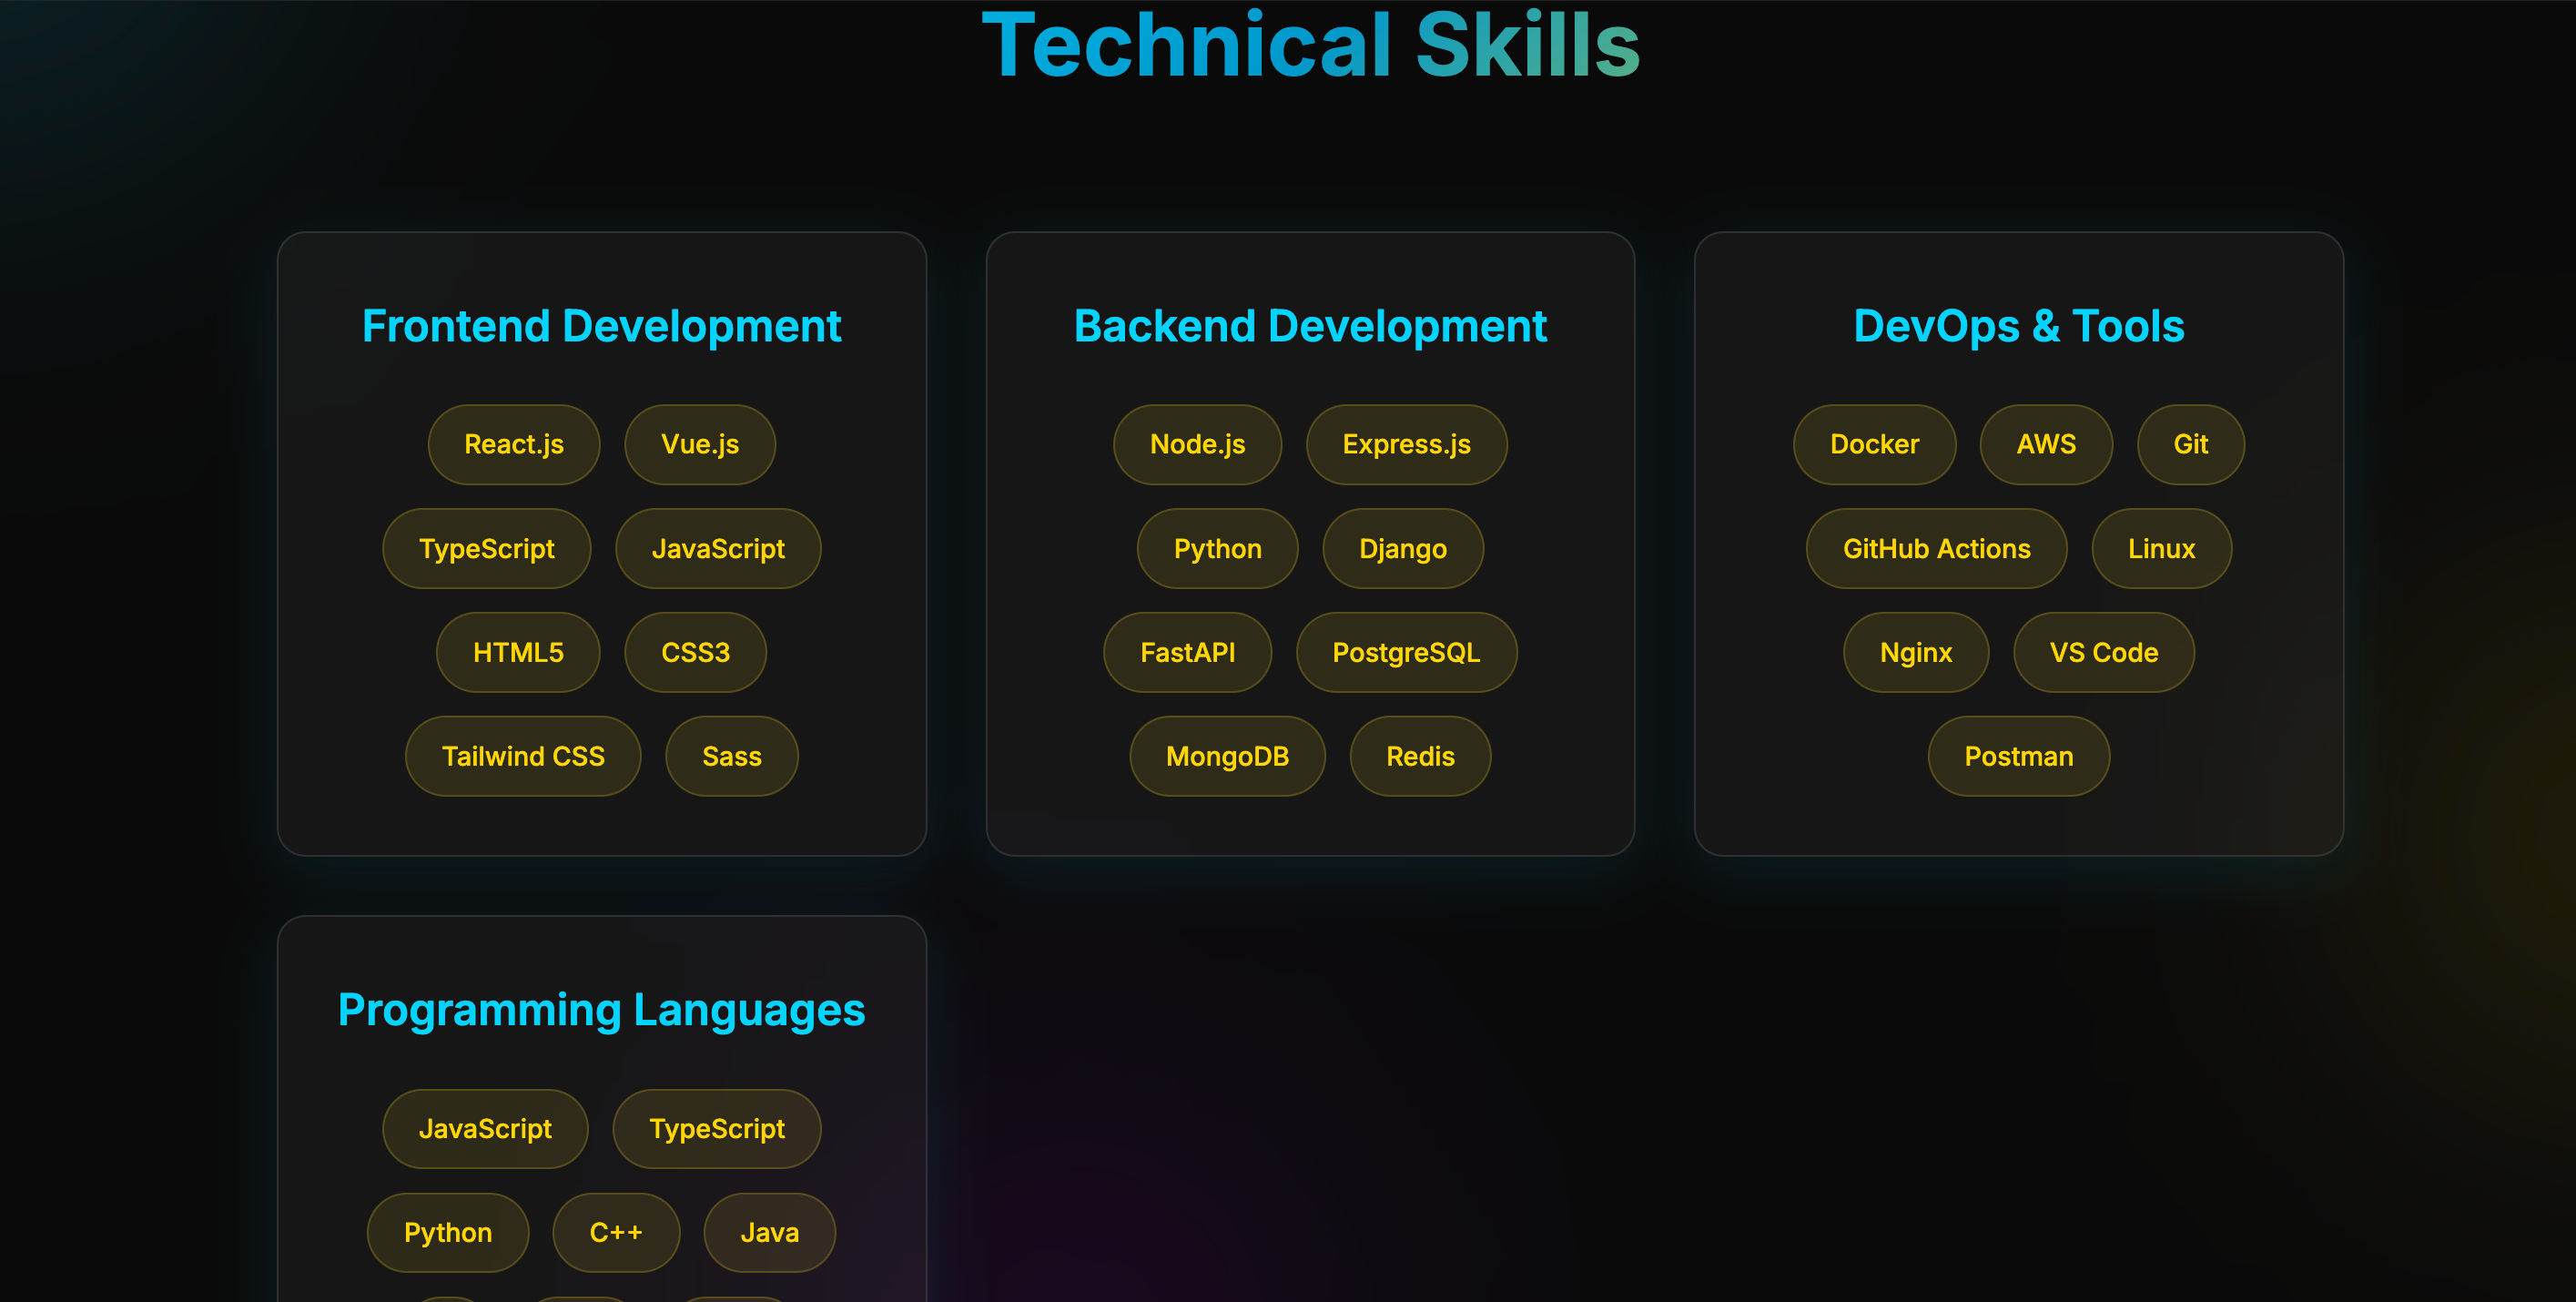 Technical Skills
Frontend Development
React.js Vue.js
TypeScript JavaScript
HTML5 CSS3
Tailwind CSS Sass
Backend Development
Node.js Express.js
Python Django
FastAPI PostgreSQL
MongoDB Redis
DevOps & Tools
Docker AWS Git
GitHub Actions Linux
Nginx VS Code
Postman
Programming Languages
JavaScript TypeScript
Python C++ Java